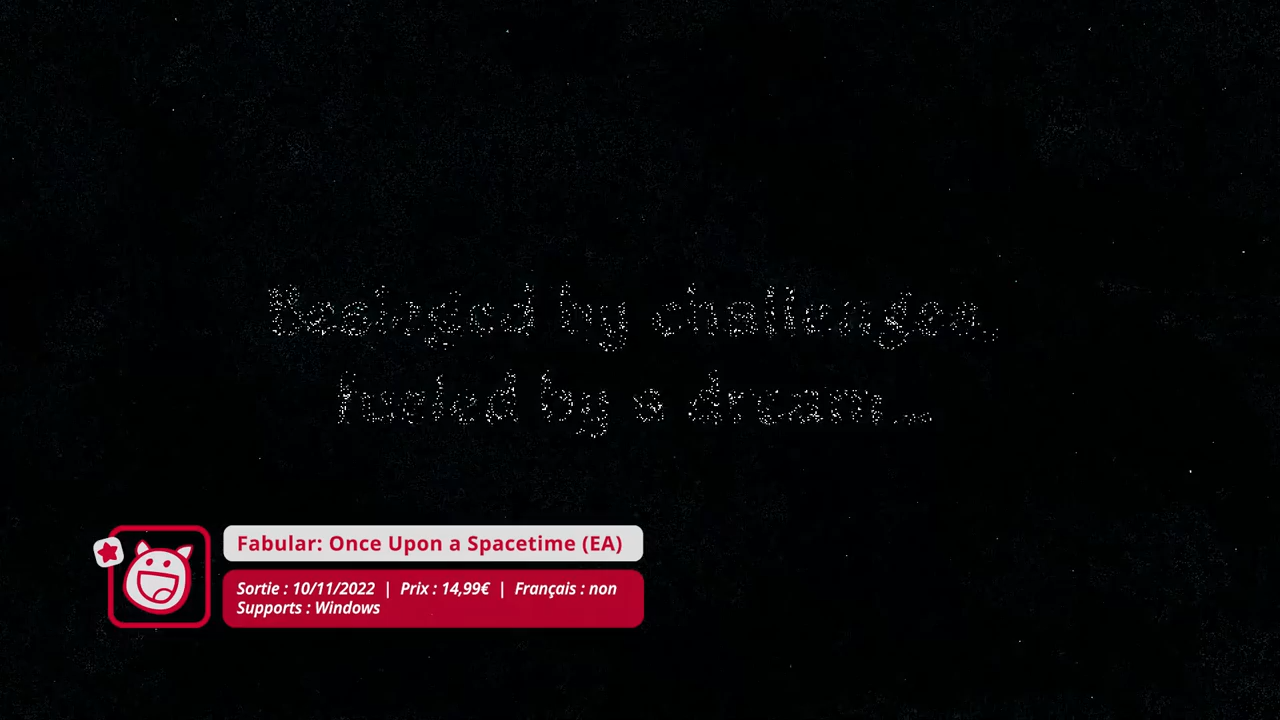 Besieged by challenges,
fueled by a dream...
Fabular: Once Upon a Spacetime (EA)
Sortie : 10/11/2022 | Prix : 14,99€ | Français : non
Supports : Windows